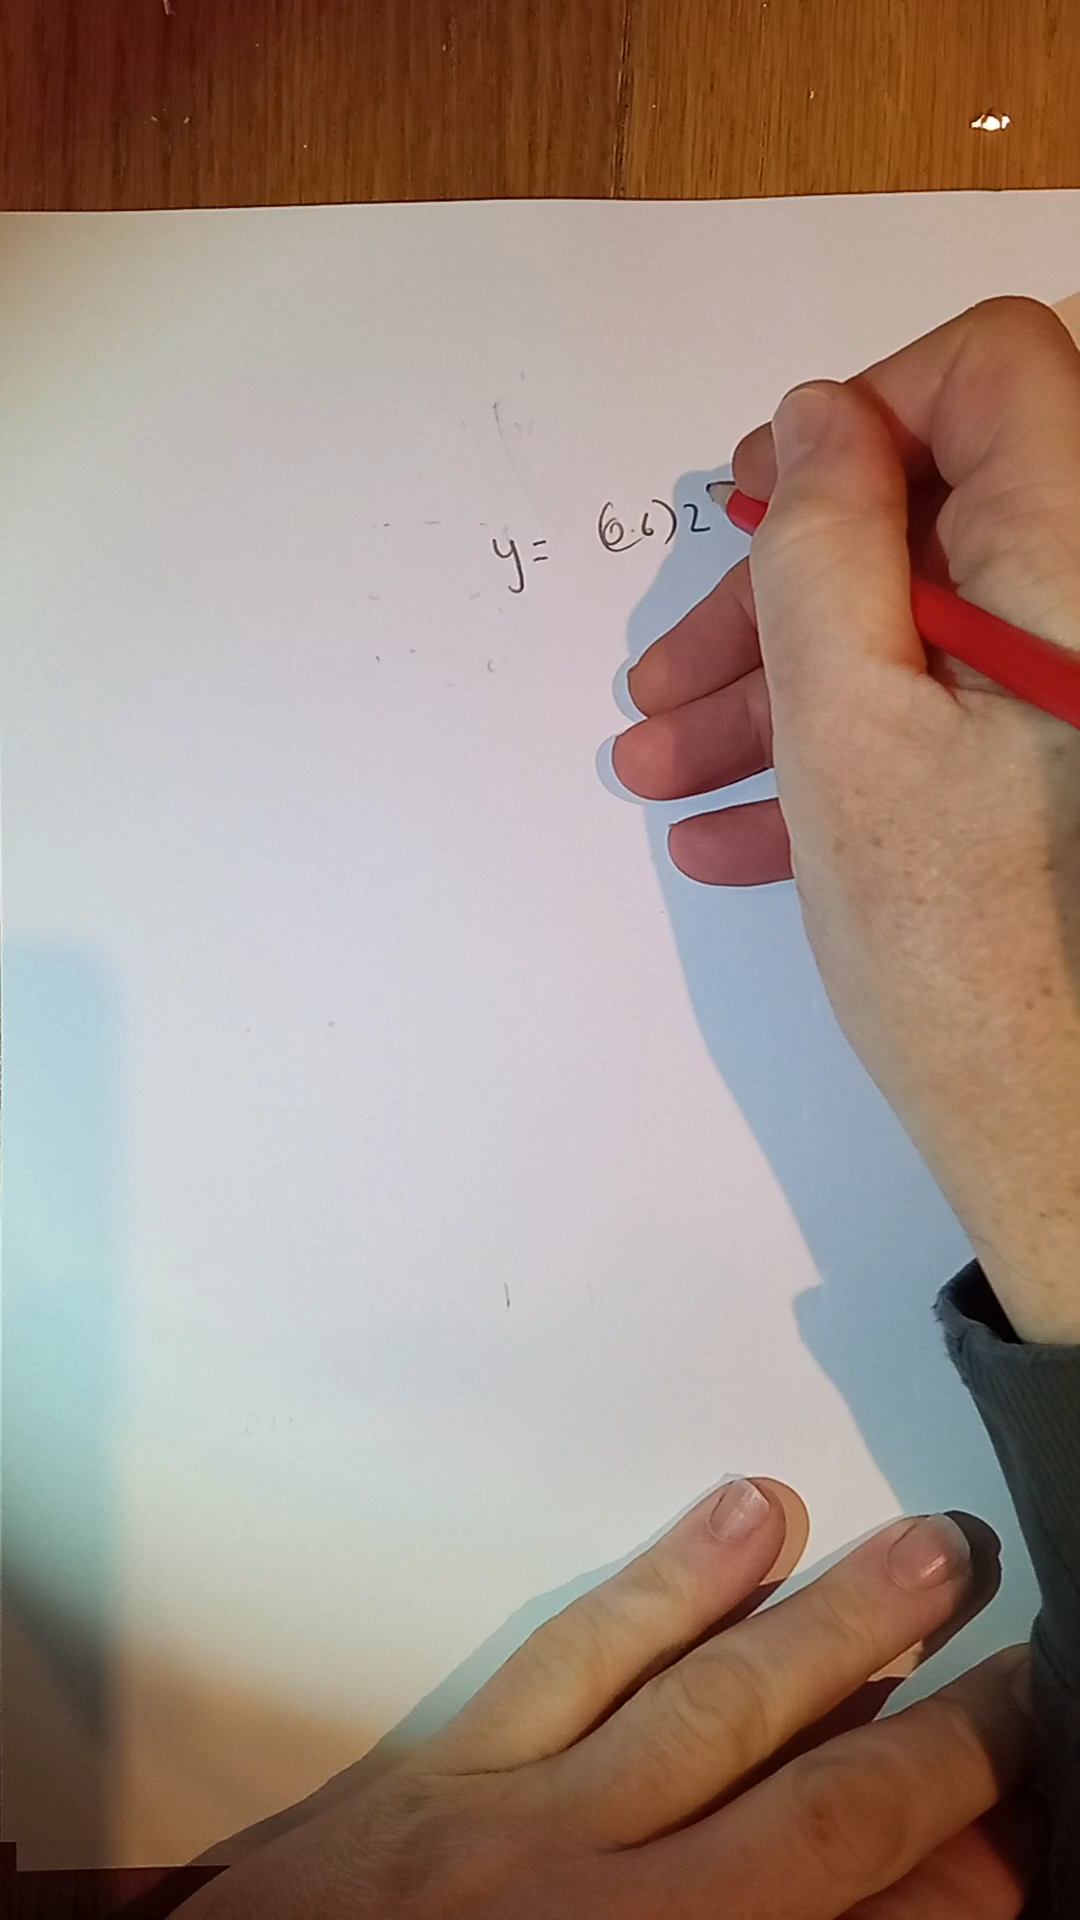 y = (0.6)2